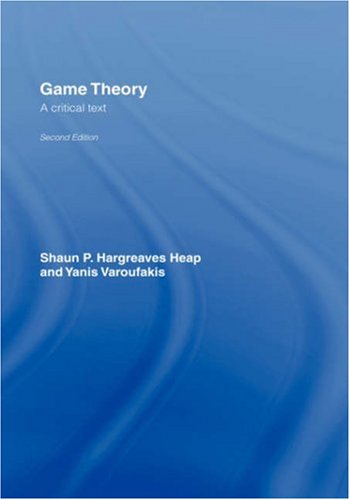 Game Theory
A critical text
Second Edition
Shaun P. Hargreaves Heap
and Yanis Varoufakis